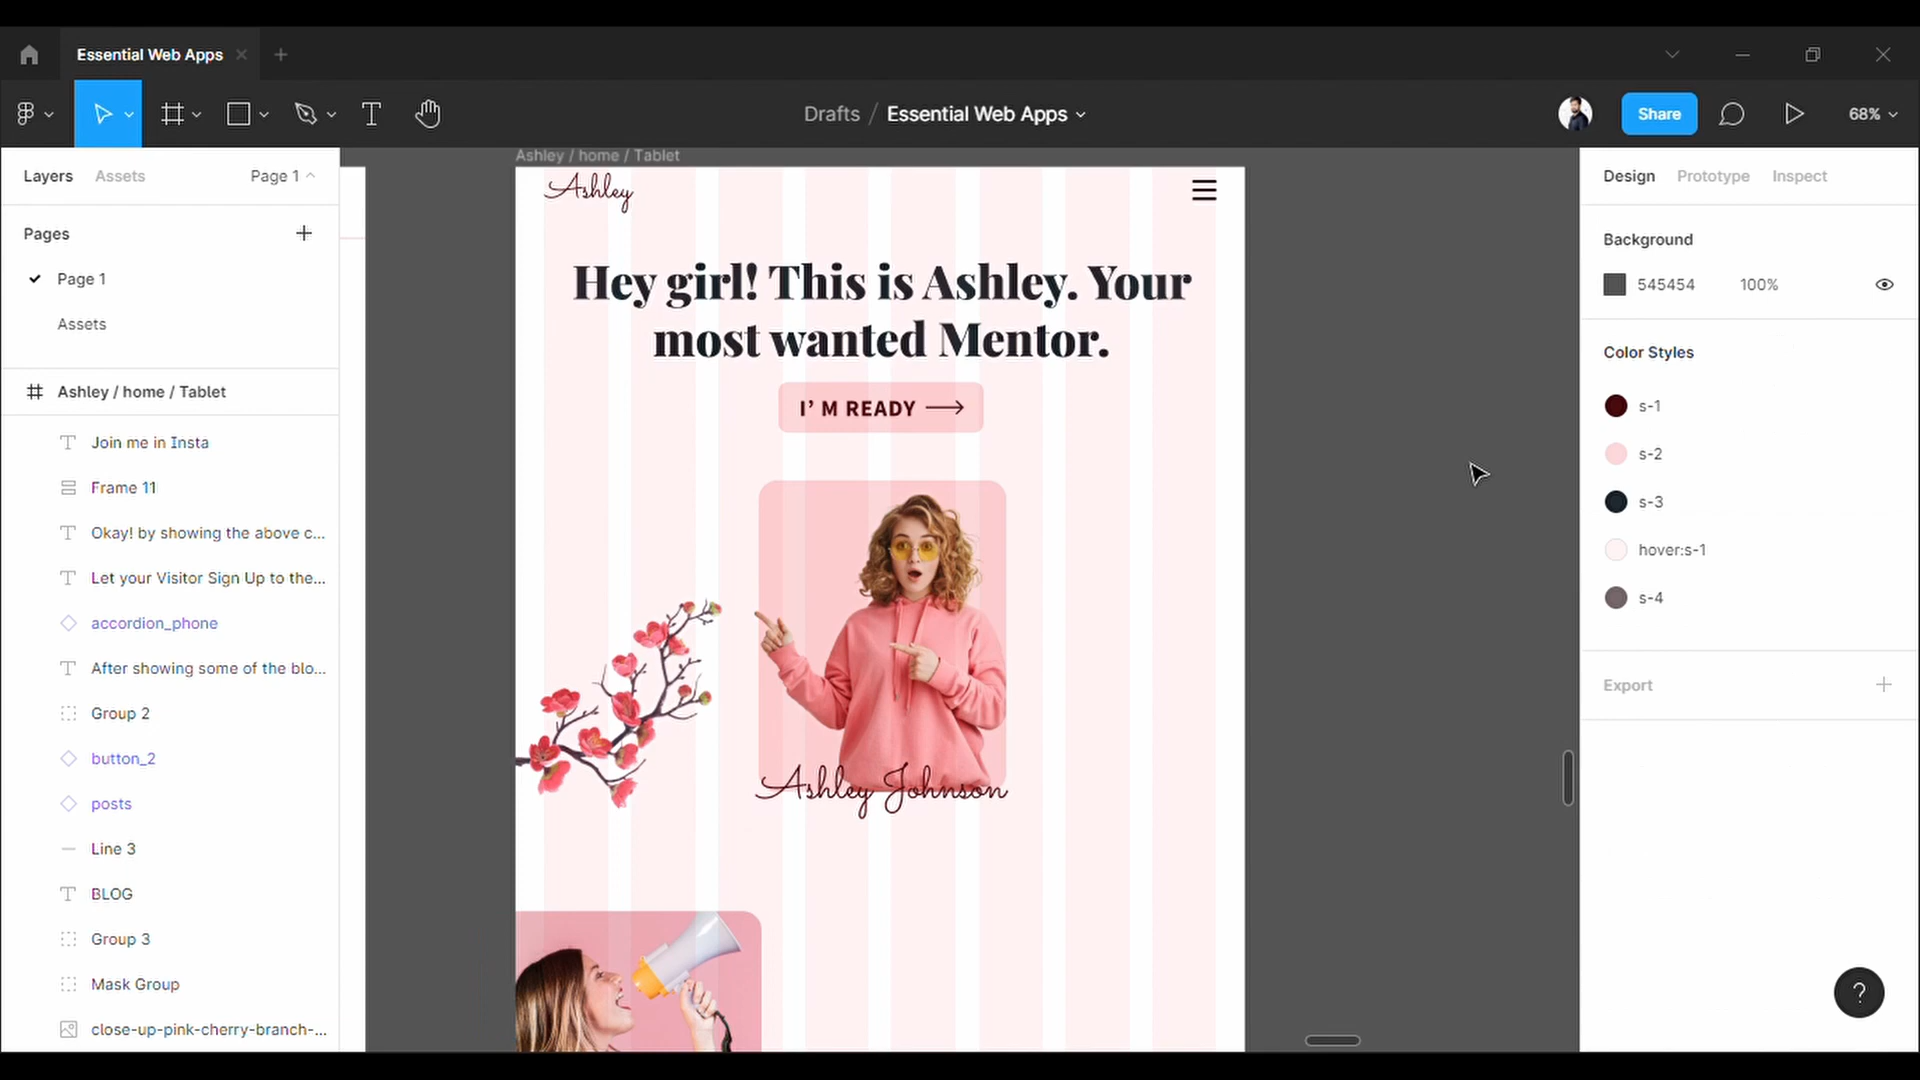 Essential Web Apps
Drafts / Essential Web Apps
Share
68%
Layers
Assets
Page 1
Pages
Page 1
Assets
Ashley / home / Tablet
Join me in Insta
Frame 11
Okay! by showing the above c...
Let your Visitor Sign Up to the...
accordion_phone
After showing some of the blo...
Group 2
button_2
posts
Line 3
BLOG
Group 3
Mask Group
close-up-pink-cherry-branch-...
Ashley / home / Tablet
Ashley
Hey girl! This is Ashley. Your
most wanted Mentor.
I’ M READY
Ashley Johnson
Design
Prototype
Inspect
Background
545454
100%
Color Styles
s-1
s-2
s-3
hover:s-1
s-4
Export
?